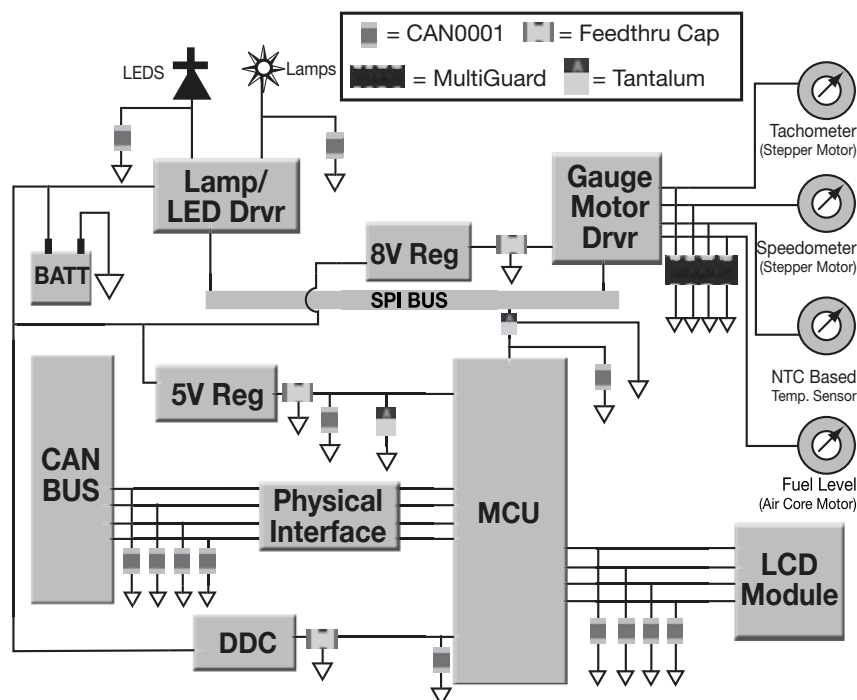 = CAN0001 = Feedthru Cap
= MultiGuard = Tantalum
LEDS
Lamps
Lamp/
LED Drvr
BATT
8V Reg
Gauge
Motor
Drvr
SPI BUS
Tachometer
(Stepper Motor)
Speedometer
(Stepper Motor)
NTC Based
Temp. Sensor
Fuel Level
(Air Core Motor)
5V Reg
CAN
BUS
Physical
Interface
MCU
LCD
Module
DDC